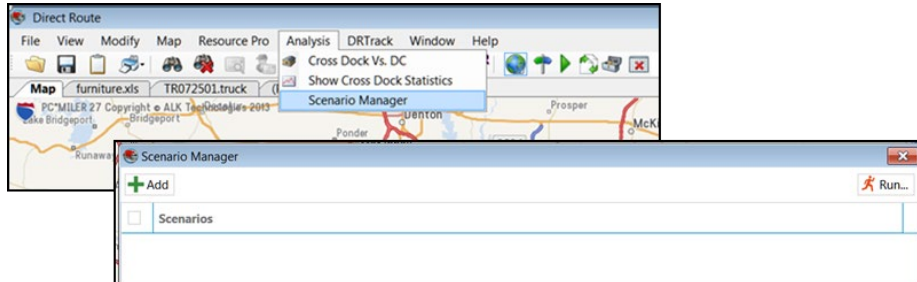 Direct Route
File View Modify Map Resource Pro Analysis DRTrack Window Help
Cross Dock Vs. DC
Show Cross Dock Statistics
Scenario Manager
Map furniture.xls TR072501.truck
PC*MILER 27 Copyright © ALK Technologies 2013
Lake Bridgeport
Bridgeport
Denton
Prosper
McKi
Ponder
Runawa
Scenario Manager
Add Run...
Scenarios